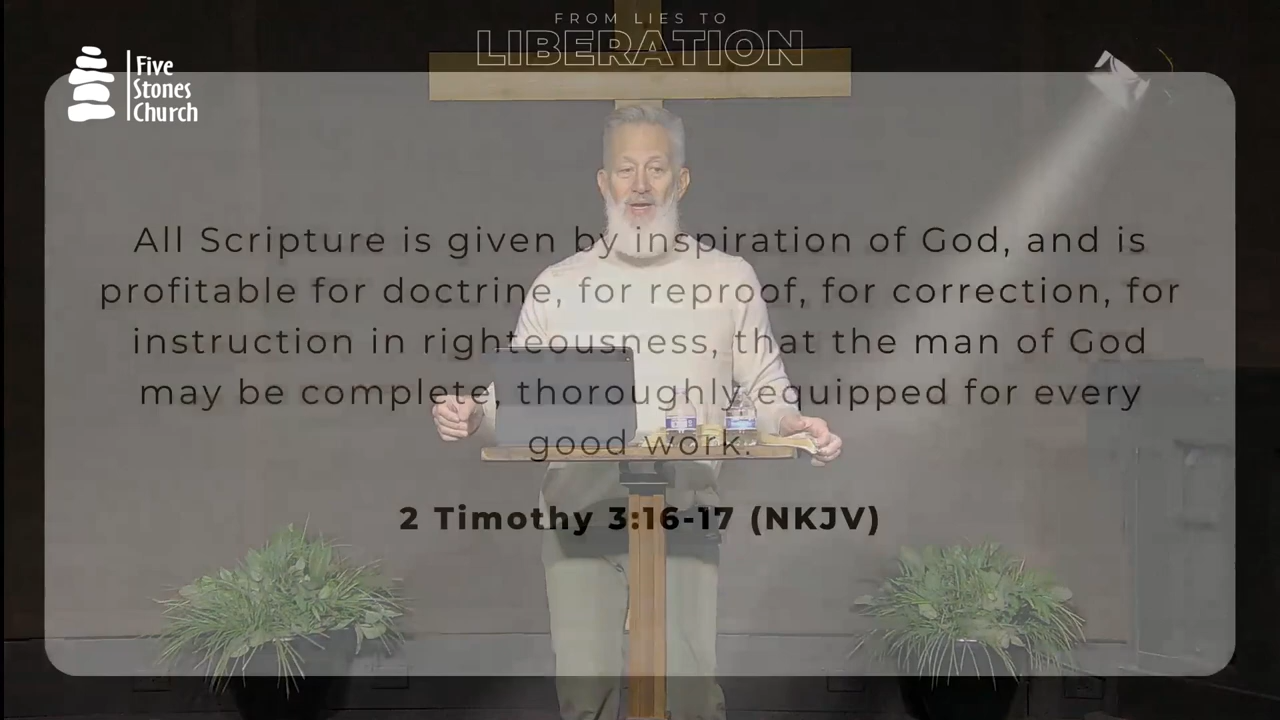 FROM LIES TO
LIBERATION
Five
Stones
Church
All Scripture is given by inspiration of God, and is
profitable for doctrine, for reproof, for correction, for
instruction in righteousness, that the man of God
may be complete, thoroughly equipped for every
good work.
2 Timothy 3:16-17 (NKJV)